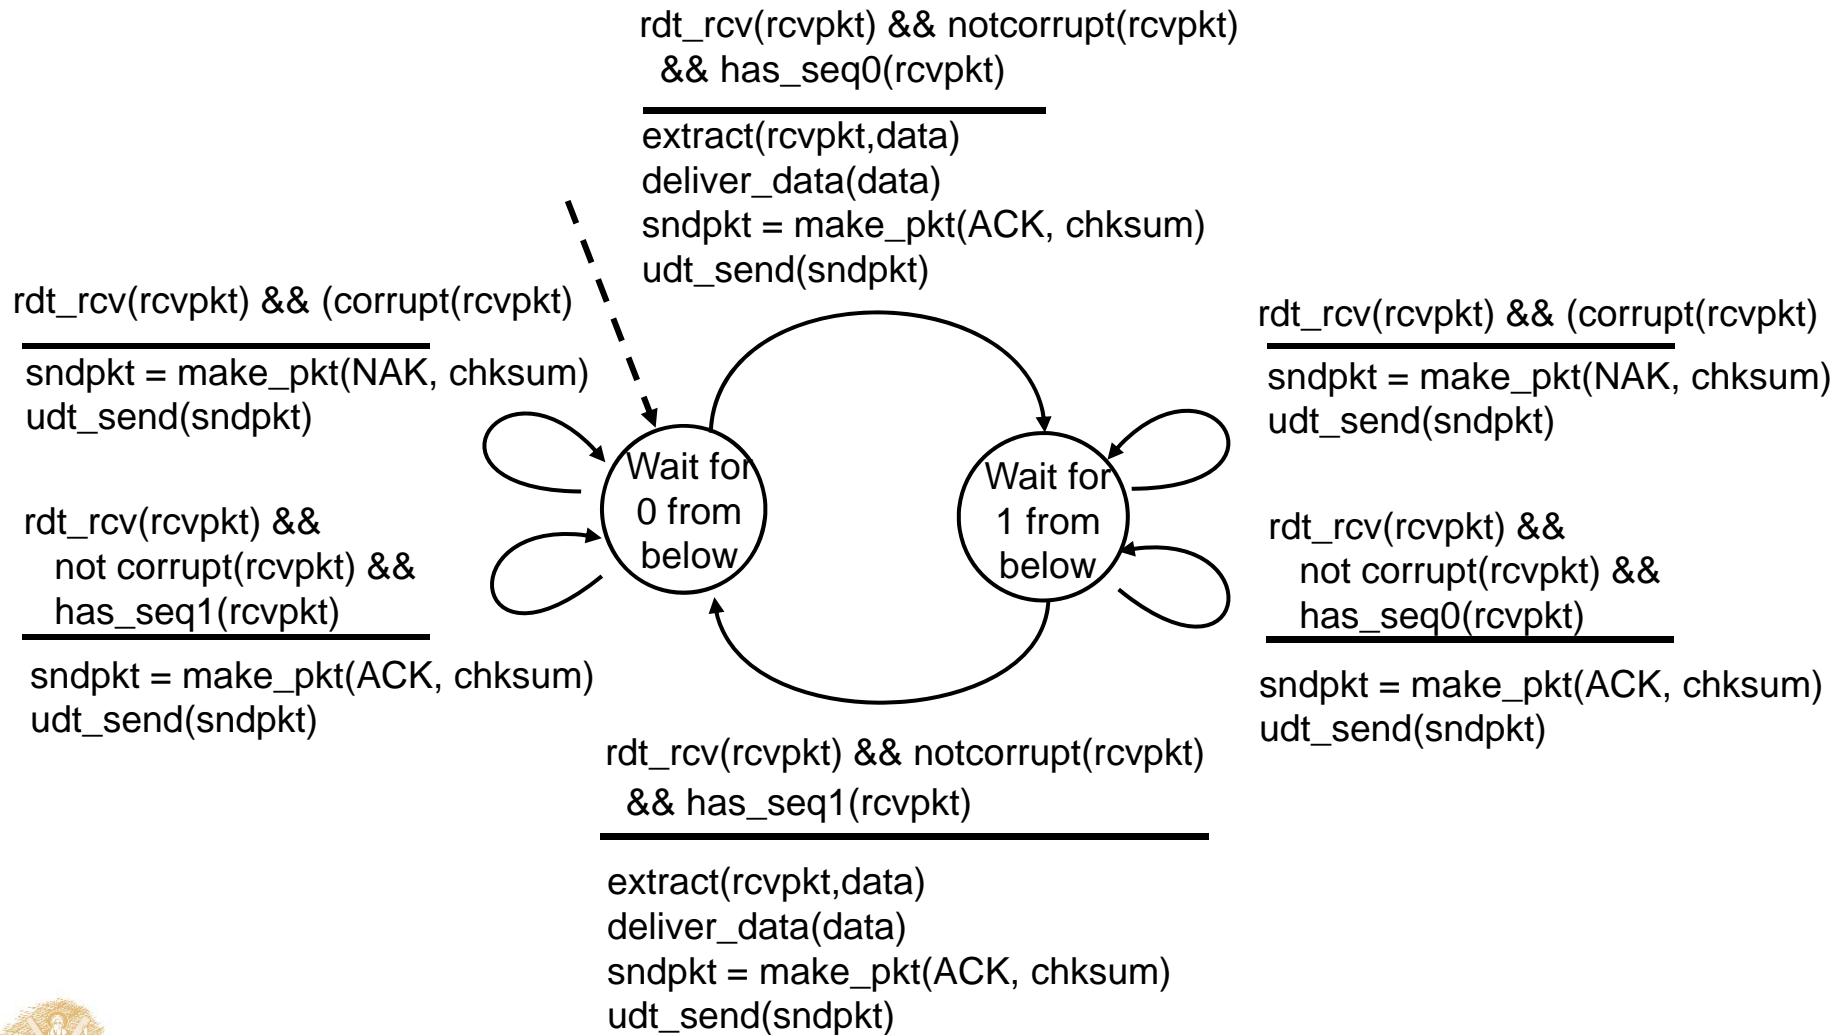 rdt_rcv(rcvpkt) && notcorrupt(rcvpkt)
&& has_seq0(rcvpkt)
extract(rcvpkt,data)
deliver_data(data)
sndpkt = make_pkt(ACK, chksum)
udt_send(sndpkt)
rdt_rcv(rcvpkt) && (corrupt(rcvpkt)
sndpkt = make_pkt(NAK, chksum)
udt_send(sndpkt)
rdt_rcv(rcvpkt) &&
not corrupt(rcvpkt) &&
has_seq1(rcvpkt)
sndpkt = make_pkt(ACK, chksum)
udt_send(sndpkt)
Wait for
0 from
below
Wait for
1 from
below
rdt_rcv(rcvpkt) && (corrupt(rcvpkt)
sndpkt = make_pkt(NAK, chksum)
udt_send(sndpkt)
rdt_rcv(rcvpkt) &&
not corrupt(rcvpkt) &&
has_seq0(rcvpkt)
sndpkt = make_pkt(ACK, chksum)
udt_send(sndpkt)
rdt_rcv(rcvpkt) && notcorrupt(rcvpkt)
&& has_seq1(rcvpkt)
extract(rcvpkt,data)
deliver_data(data)
sndpkt = make_pkt(ACK, chksum)
udt_send(sndpkt)